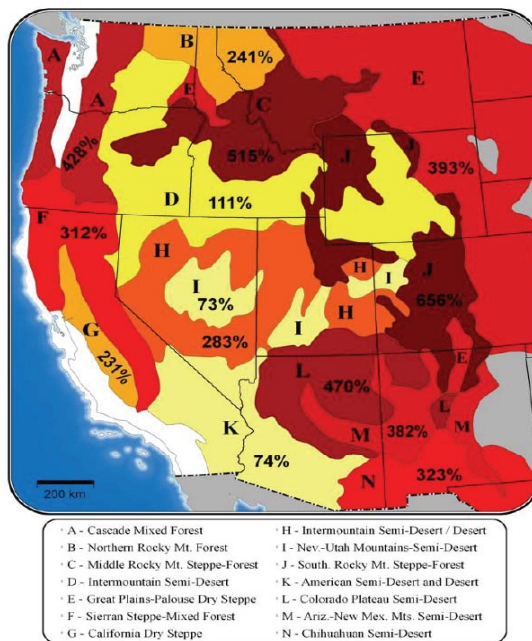 B
241%
A
E
E
A
C
J
J
428%
515%
393%
D
111%
F
312%
H
H
I
J
I
73%
656%
G
283%
I
H
231%
E
L
470%
L
K
M
382%
M
74%
N
323%
200 km
A - Cascade Mixed Forest
B - Northern Rocky Mt. Forest
C - Middle Rocky Mt. Steppe-Forest
D - Intermountain Semi-Desert
E - Great Plains-Palouse Dry Steppe
F - Sierran Steppe-Mixed Forest
G - California Dry Steppe
H - Intermountain Semi-Desert / Desert
I - Nev.-Utah Mountains-Semi-Desert
J - South. Rocky Mt. Steppe-Forest
K - American Semi-Desert and Desert
L - Colorado Plateau Semi-Desert
M - Ariz.-New Mex. Mts. Semi-Desert
N - Chihuahuan Semi-Desert